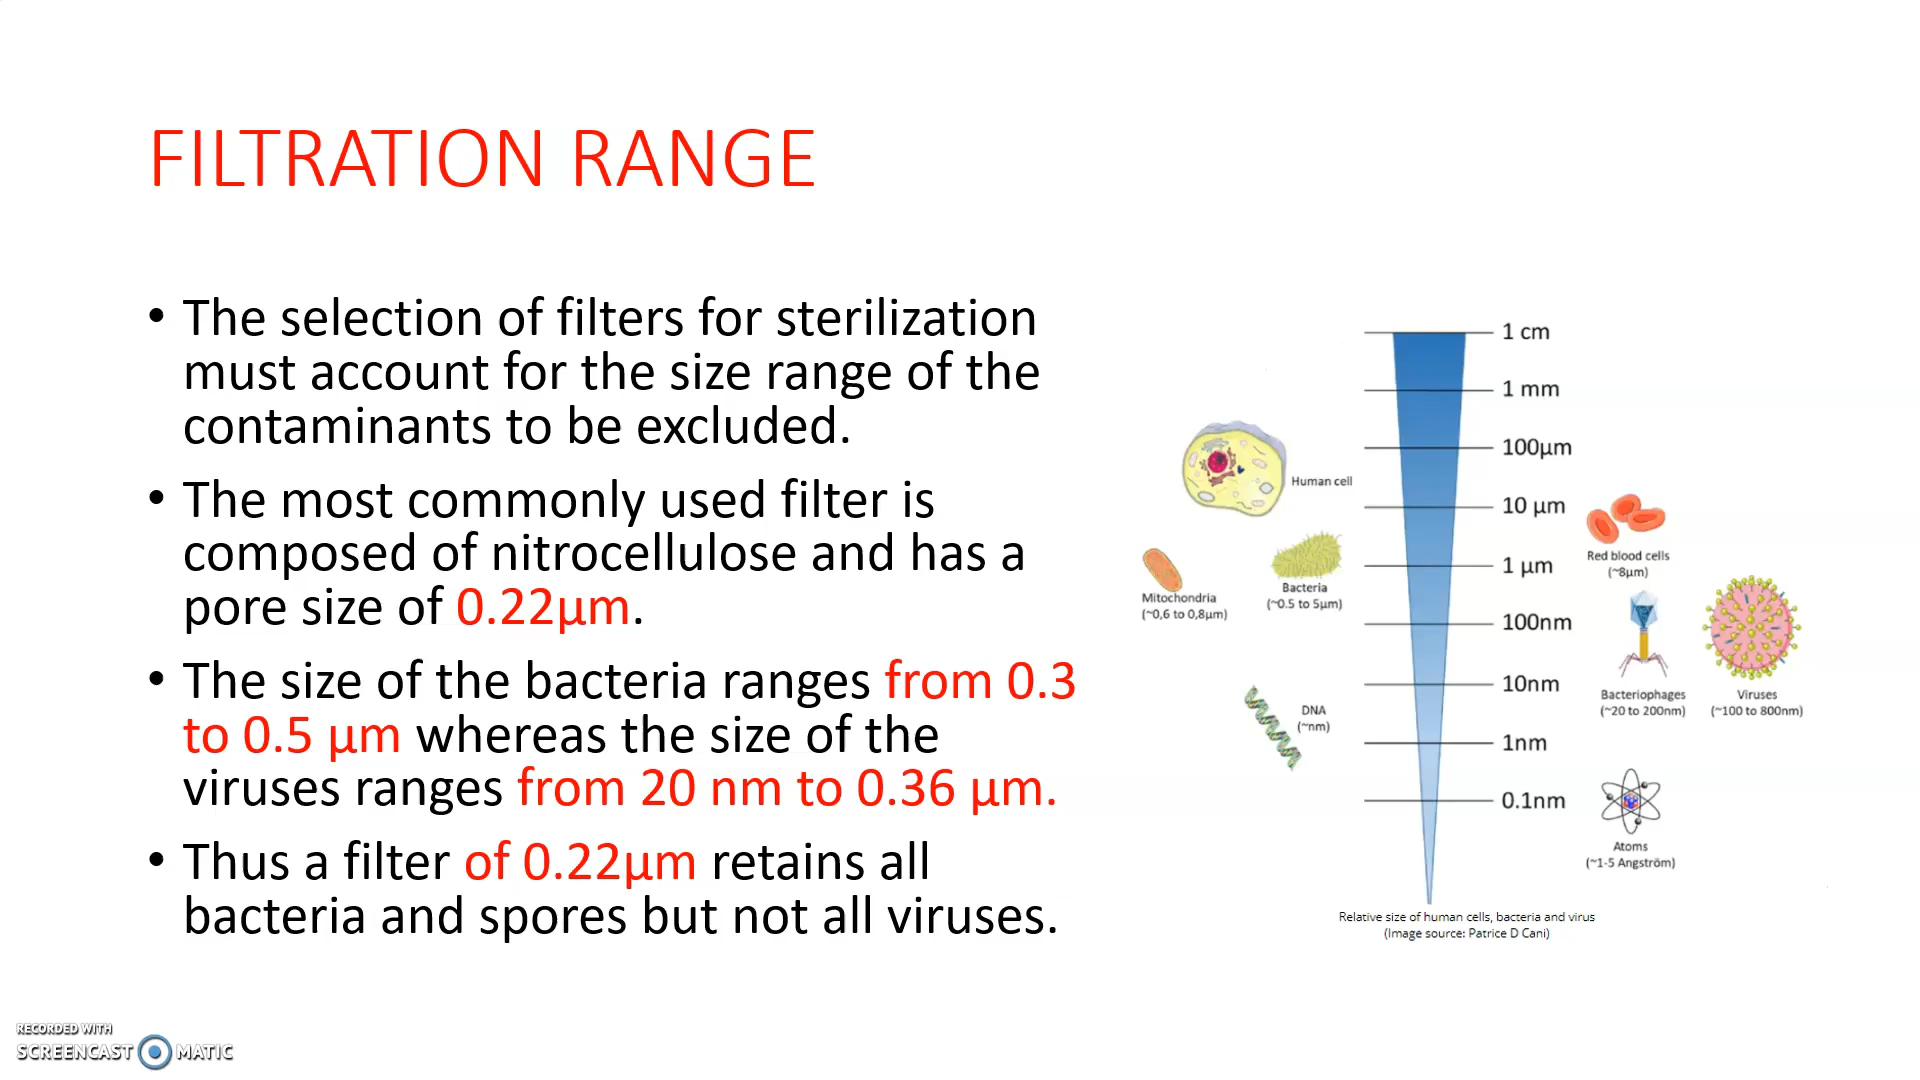 FILTRATION RANGE
• The selection of filters for sterilization
must account for the size range of the
contaminants to be excluded.
• The most commonly used filter is
composed of nitrocellulose and has a
pore size of 0.22µm.
• The size of the bacteria ranges from 0.3
to 0.5 µm whereas the size of the
viruses ranges from 20 nm to 0.36 µm.
• Thus a filter of 0.22µm retains all
bacteria and spores but not all viruses.
1 cm
1 mm
100µm
10 µm
1 µm
100nm
10nm
1nm
0.1nm
Human cell
Mitochondria
(~0,6 to 0,8µm)
Bacteria
(~0.5 to 5µm)
DNA
(~nm)
Red blood cells
(~8µm)
Bacteriophages
(~20 to 200nm)
Viruses
(~100 to 800nm)
Atoms
(~1-5 Angström)
Relative size of human cells, bacteria and virus
(Image source: Patrice D Cani)
RECORDED WITH
SCREENCAST MATIC